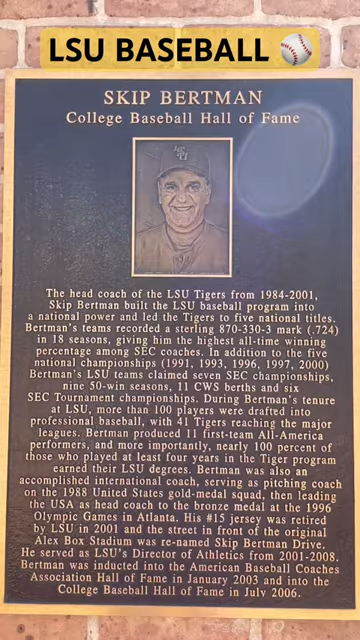 LSU BASEBALL ⚾
SKIP BERTMAN
College Baseball Hall of Fame
LSU
The head coach of the LSU Tigers from 1984-2001,
Skip Bertman built the LSU baseball program into
a national power and led the Tigers to five national titles.
Bertman's teams recorded a sterling 870-330-3 mark (.724)
in 18 seasons, giving him the highest all-time winning
percentage among SEC coaches. In addition to the five
national championships (1991, 1993, 1996, 1997, 2000)
Bertman's LSU teams claimed seven SEC championships,
nine 50-win seasons, 11 CWS berths and six
SEC Tournament championships. During Bertman's tenure
at LSU, more than 100 players were drafted into
professional baseball, with 41 Tigers reaching the major
leagues. Bertman produced 11 first-team All-America
performers, and more importantly, nearly 100 percent of
those who played at least four years in the Tiger program
earned their LSU degrees. Bertman was also an
accomplished international coach, serving as pitching coach
on the 1988 United States gold-medal squad, then leading
the USA as head coach to the bronze medal at the 1996
Olympic Games in Atlanta. His #15 jersey was retired
by LSU in 2001 and the street in front of the original
Alex Box Stadium was re-named Skip Bertman Drive.
He served as LSU's Director of Athletics from 2001-2008.
Bertman was inducted into the American Baseball Coaches
Association Hall of Fame in January 2003 and into the
College Baseball Hall of Fame in July 2006.